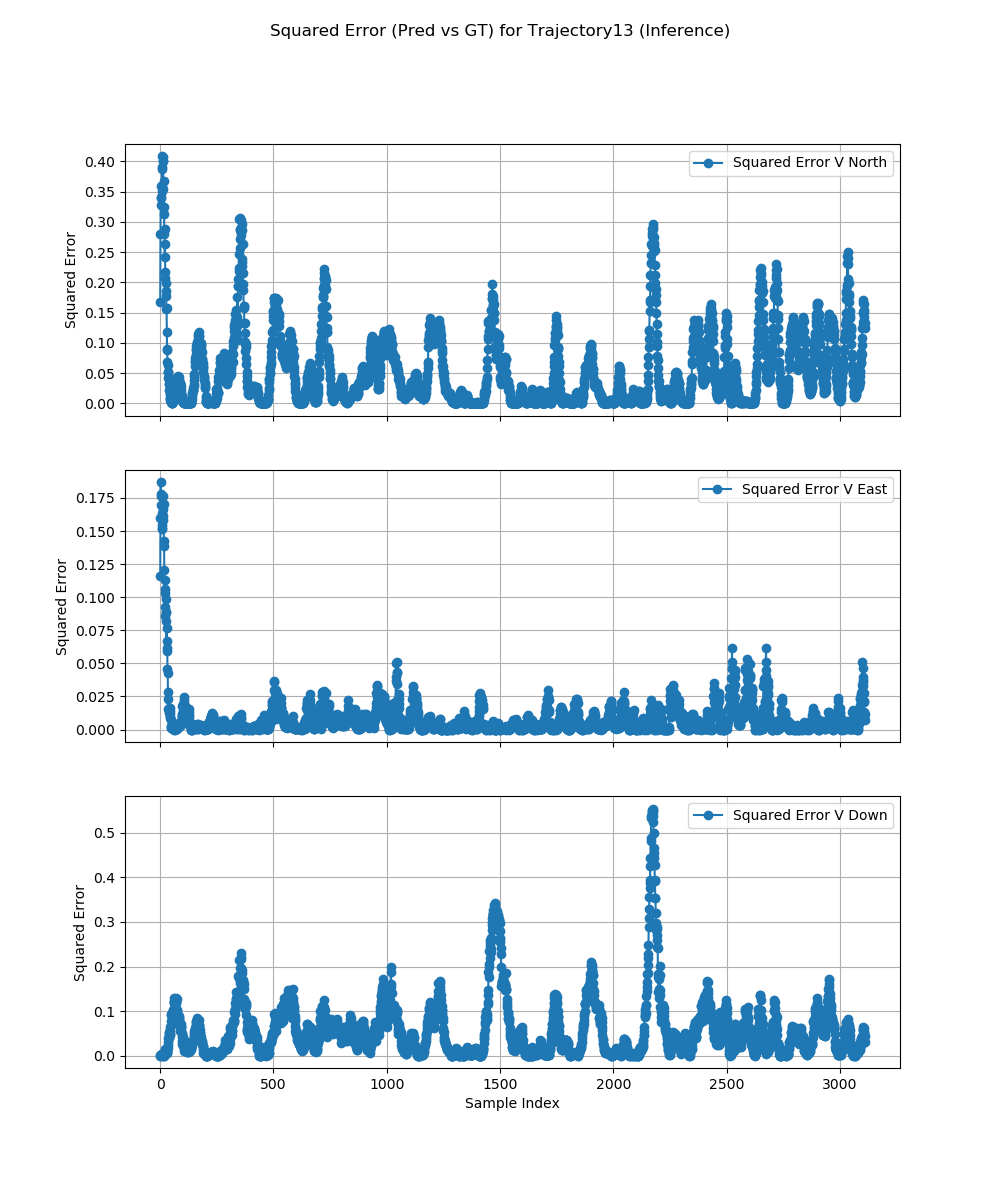 Squared Error (Pred vs GT) for Trajectory13 (Inference)
0.40
0.35
0.30
0.25
0.20
0.15
0.10
0.05
0.00
Squared Error
Squared Error V North
0.175
0.150
0.125
0.100
0.075
0.050
0.025
0.000
Squared Error
Squared Error V East
0.5
0.4
0.3
0.2
0.1
0.0
Squared Error
Squared Error V Down
0 500 1000 1500 2000 2500 3000
Sample Index